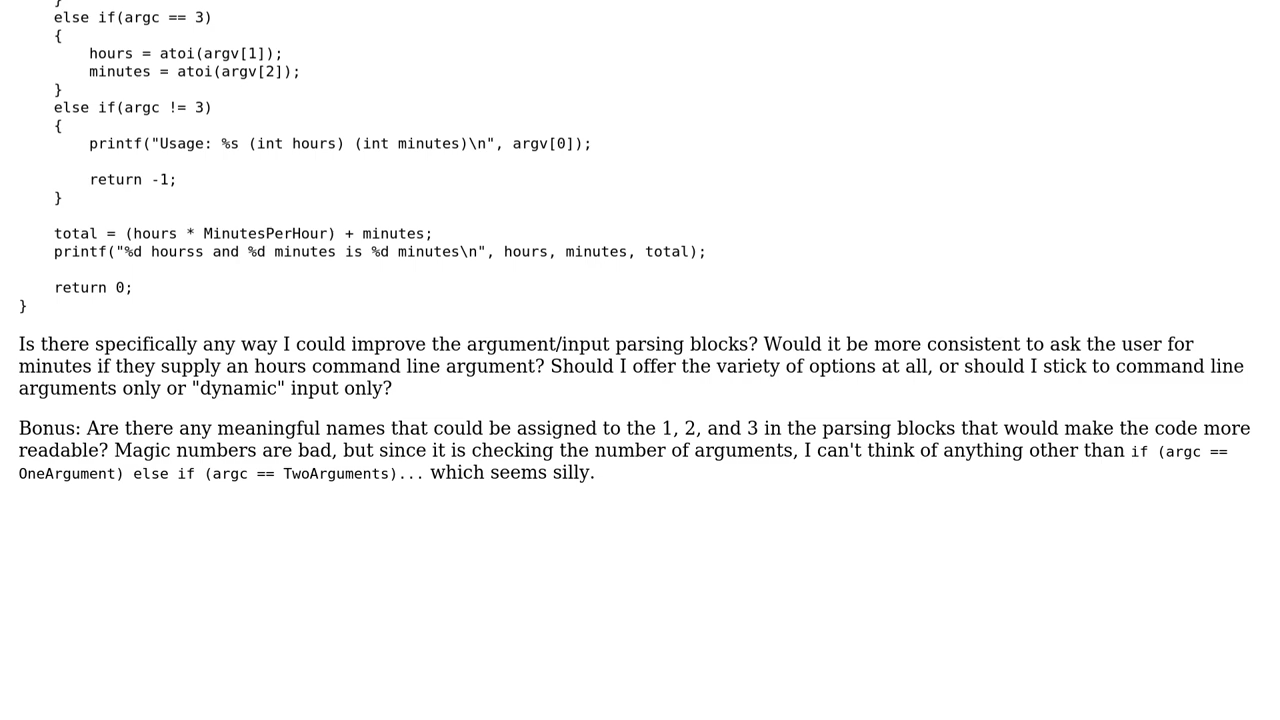 }
    else if(argc == 3)
    {
        hours = atoi(argv[1]);
        minutes = atoi(argv[2]);
    }
    else if(argc != 3)
    {
        printf("Usage: %s (int hours) (int minutes)\n", argv[0]);

        return -1;
    }

    total = (hours * MinutesPerHour) + minutes;
    printf("%d hourss and %d minutes is %d minutes\n", hours, minutes, total);

    return 0;
}
Is there specifically any way I could improve the argument/input parsing blocks? Would it be more consistent to ask the user for
minutes if they supply an hours command line argument? Should I offer the variety of options at all, or should I stick to command line
arguments only or "dynamic" input only?
Bonus: Are there any meaningful names that could be assigned to the 1, 2, and 3 in the parsing blocks that would make the code more
readable? Magic numbers are bad, but since it is checking the number of arguments, I can't think of anything other than if (argc ==
OneArgument) else if (argc == TwoArguments)... which seems silly.